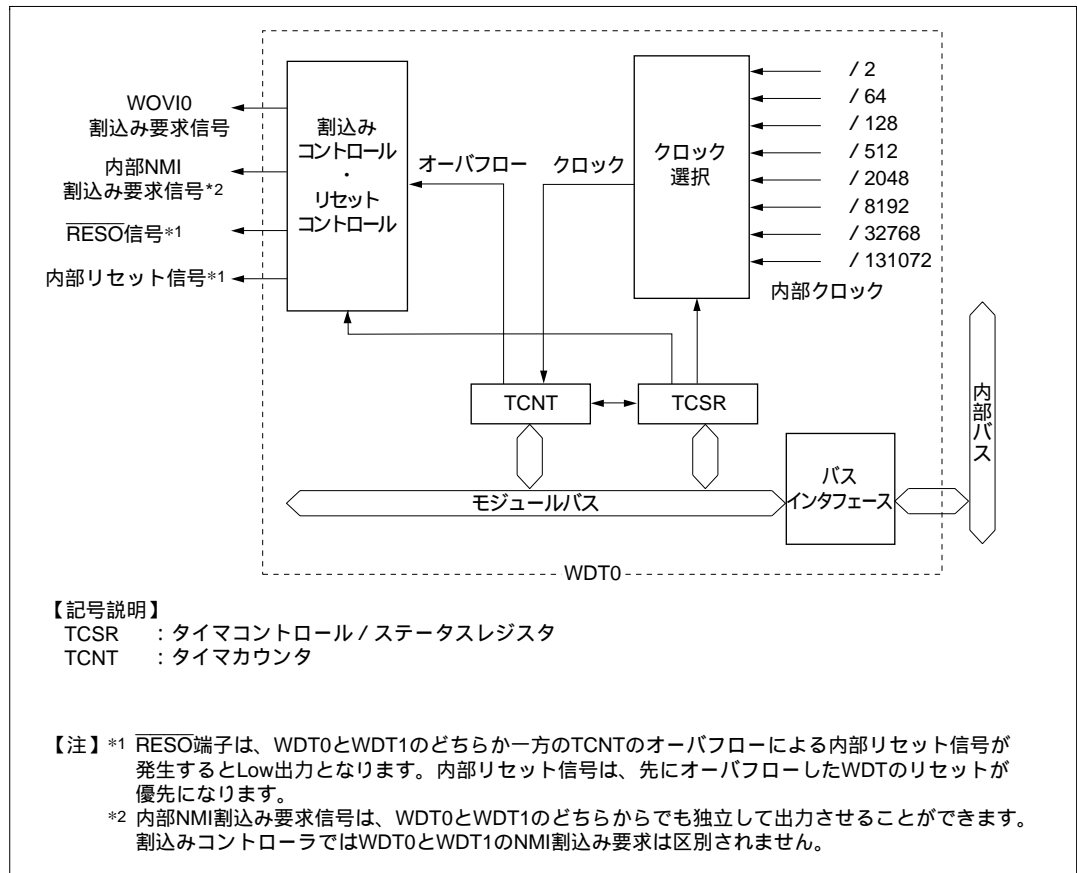 WOVI0
割込み要求信号
内部NMI
割込み要求信号*2
RESO信号*1
内部リセット信号*1
割込み
コントロール
・
リセット
コントロール
オーバフロー
クロック
クロック
選択
/ 2
/ 64
/ 128
/ 512
/ 2048
/ 8192
/ 32768
/ 131072
内部クロック
TCNT
TCSR
内部バス
バス
インタフェース
モジュールバス
WDT0
【記号説明】
TCSR :タイマコントロール / ステータスレジスタ
TCNT :タイマカウンタ
【注】*1 RESO端子は、WDT0とWDT1のどちらか一方のTCNTのオーバフローによる内部リセット信号が
発生するとLow出力となります。内部リセット信号は、先にオーバフローしたWDTのリセットが
優先になります。
*2 内部NMI割込み要求信号は、WDT0とWDT1のどちらからでも独立して出力させることができます。
割込みコントローラではWDT0とWDT1のNMI割込み要求は区別されません。